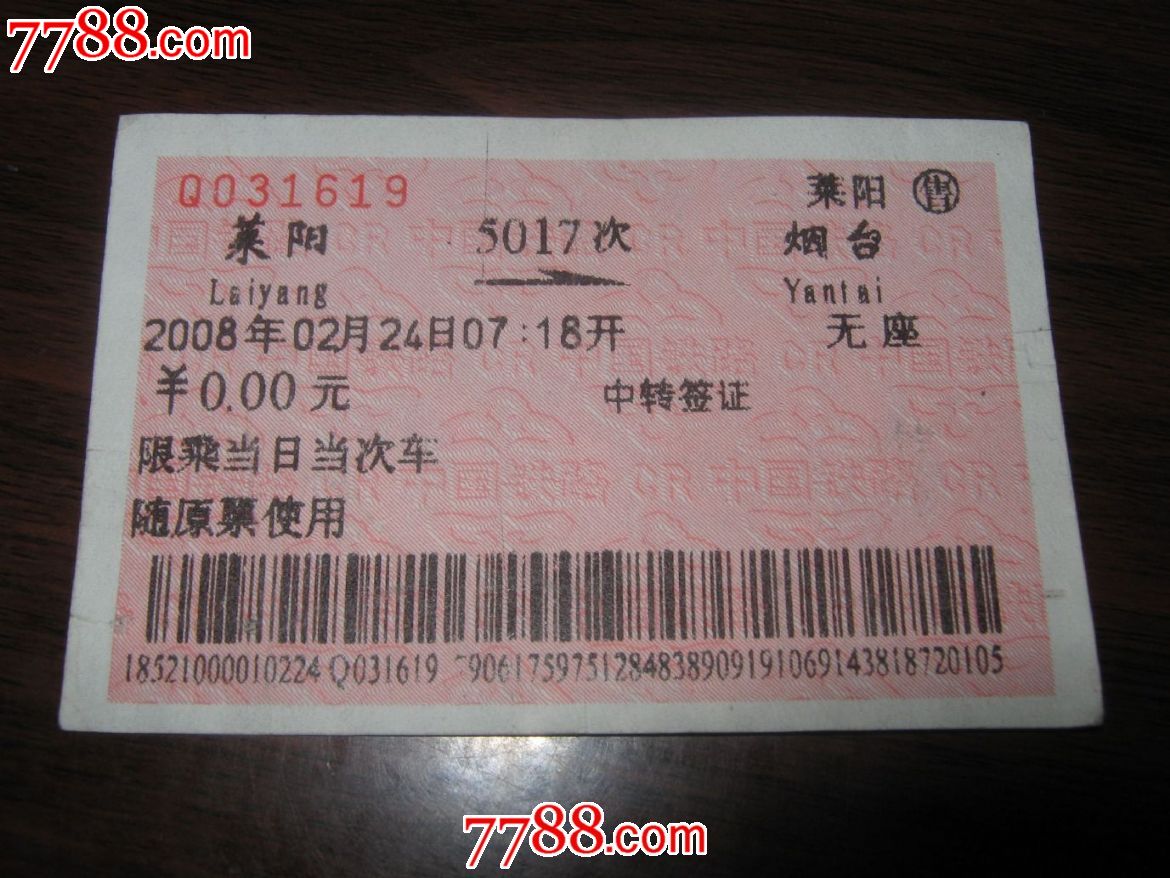 7788.com
Q031619 莱阳 售
莱阳 5017次 烟台
Laiyang Yantai
2008年02月24日07:18开 无座
¥0.00元 中转签证
限乘当日当次车
随原票使用
18521000010224 Q031619 7906175975128483890919106914381872010​5
7788.com